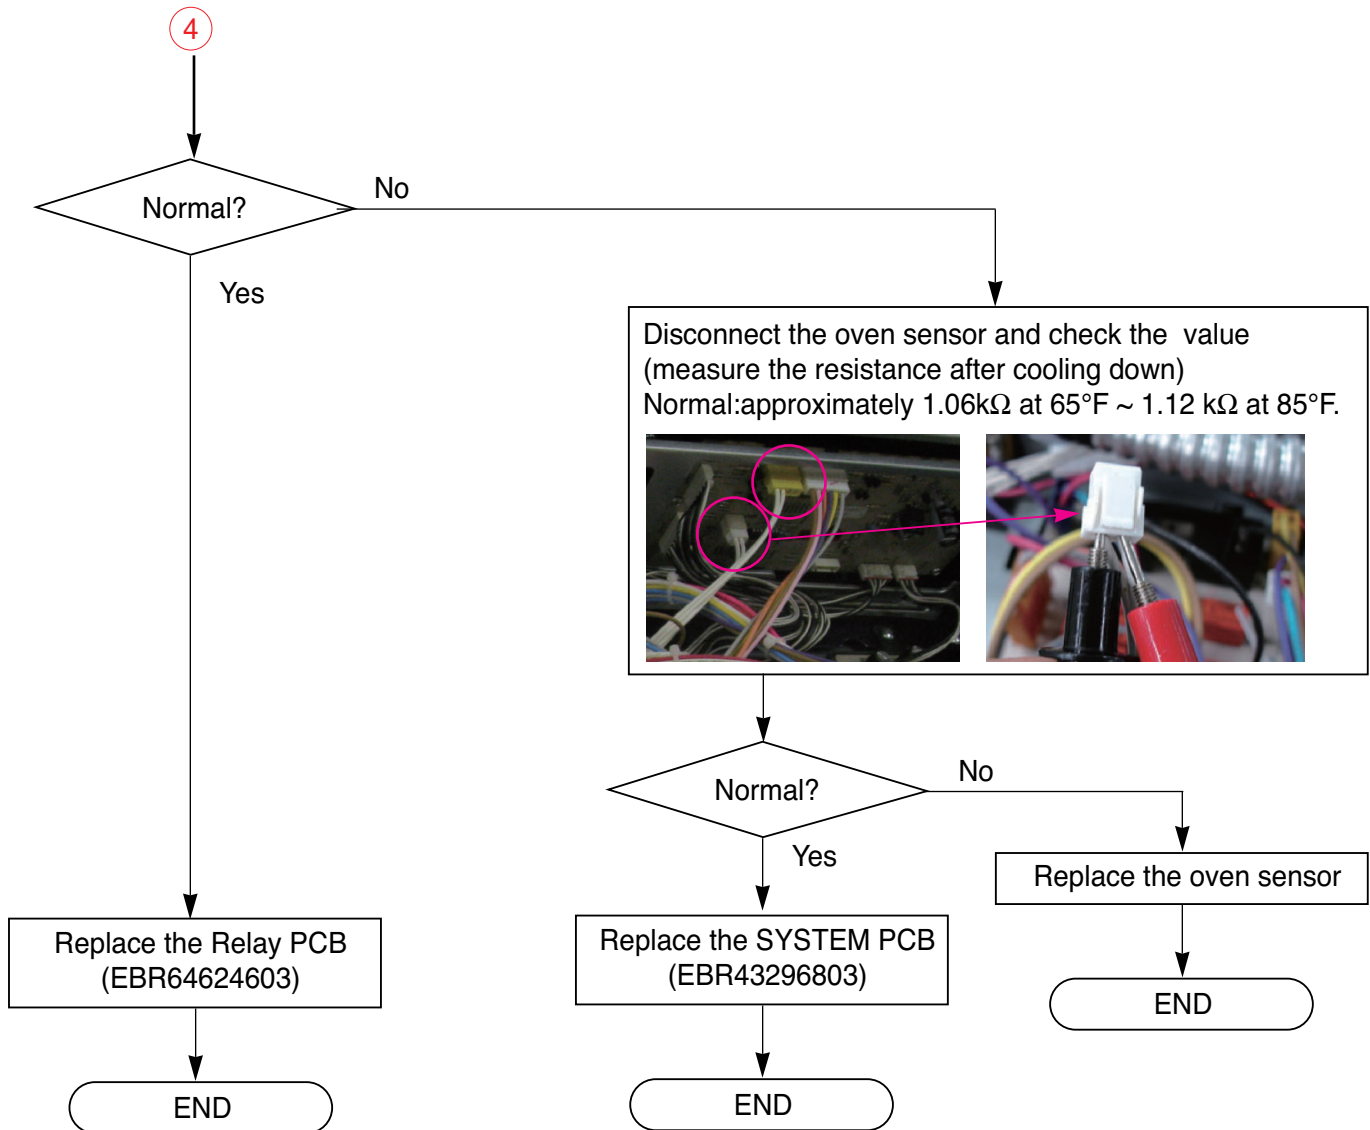 4
Normal?
No
Yes
Disconnect the oven sensor and check the value
(measure the resistance after cooling down)
Normal:approximately 1.06kΩ at 65°F ~ 1.12 kΩ at 85°F.
Normal?
No
Yes
Replace the oven sensor
END
Replace the Relay PCB
(EBR64624603)
END
Replace the SYSTEM PCB
(EBR43296803)
END